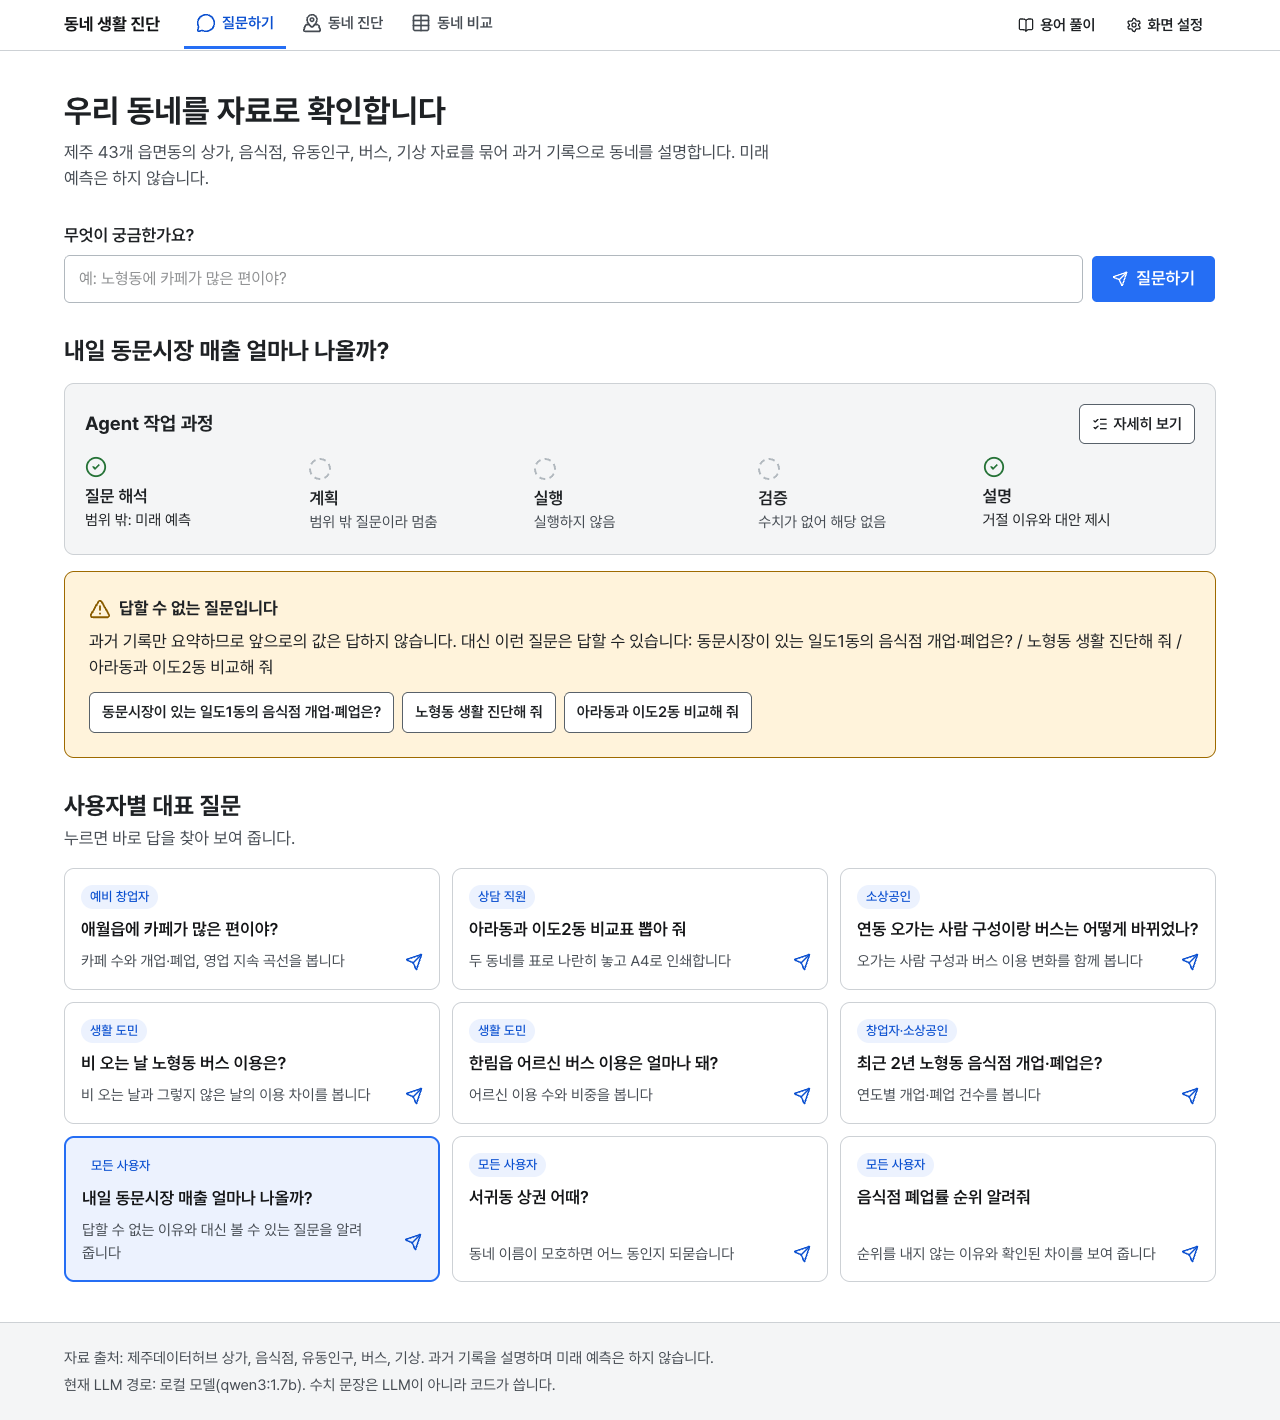 동네 생활 진단
질문하기
동네 진단
동네 비교
용어 풀이
화면 설정
우리 동네를 자료로 확인합니다
제주 43개 읍면동의 상가, 음식점, 유동인구, 버스, 기상 자료를 묶어 과거 기록으로 동네를 설명합니다. 미래
예측은 하지 않습니다.
무엇이 궁금한가요?
예: 노형동에 카페가 많은 편이야?
질문하기
내일 동문시장 매출 얼마나 나올까?
Agent 작업 과정
자세히 보기
질문 해석
범위 밖: 미래 예측
계획
범위 밖 질문이라 멈춤
실행
실행하지 않음
검증
수치가 없어 해당 없음
설명
거절 이유와 대안 제시
답할 수 없는 질문입니다
과거 기록만 요약하므로 앞으로의 값은 답하지 않습니다. 대신 이런 질문은 답할 수 있습니다: 동문시장이 있는 일도1동의 음식점 개업·폐업은? / 노형동 생활 진단해 줘 /
아라동과 이도2동 비교해 줘
동문시장이 있는 일도1동의 음식점 개업·폐업은?
노형동 생활 진단해 줘
아라동과 이도2동 비교해 줘
사용자별 대표 질문
누르면 바로 답을 찾아 보여 줍니다.
예비 창업자
애월읍에 카페가 많은 편이야?
카페 수와 개업·폐업, 영업 지속 곡선을 봅니다
상담 직원
아라동과 이도2동 비교표 뽑아 줘
두 동네를 표로 나란히 놓고 A4로 인쇄합니다
소상공인
연동 오가는 사람 구성이랑 버스는 어떻게 바뀌었나?
오가는 사람 구성과 버스 이용 변화를 함께 봅니다
생활 도민
비 오는 날 노형동 버스 이용은?
비 오는 날과 그렇지 않은 날의 이용 차이를 봅니다
생활 도민
한림읍 어르신 버스 이용은 얼마나 돼?
어르신 이용 수와 비중을 봅니다
창업자·소상공인
최근 2년 노형동 음식점 개업·폐업은?
연도별 개업·폐업 건수를 봅니다
모든 사용자
내일 동문시장 매출 얼마나 나올까?
답할 수 없는 이유와 대신 볼 수 있는 질문을 알려
줍니다
모든 사용자
서귀동 상권 어때?
동네 이름이 모호하면 어느 동인지 되묻습니다
모든 사용자
음식점 폐업률 순위 알려줘
순위를 내지 않는 이유와 확인된 차이를 보여 줍니다
자료 출처: 제주데이터허브 상가, 음식점, 유동인구, 버스, 기상. 과거 기록을 설명하며 미래 예측은 하지 않습니다.
현재 LLM 경로: 로컬 모델(qwen3:1.7b). 수치 문장은 LLM이 아니라 코드가 씁니다.